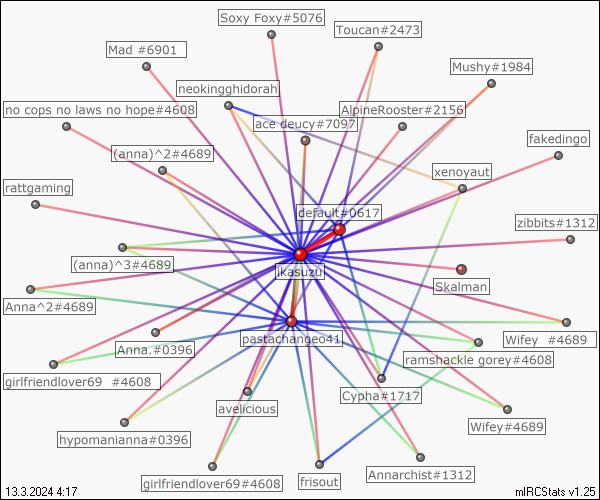 Soxy Foxy#5076
Toucan#2473
Mad #6901
Mushy#1984
neokingghidorah
no cops no laws no hope#4608
AlpineRooster#2156
ace deucy#7097
fakedingo
(anna)^2#4689
xenoyaut
rattgaming
default#0617
zibbits#1312
(anna)^3#4689
jkasuzu
Skalman
Anna^2#4689
pastachangeo41
Wifey #4689
Anna.#0396
ramshackle gorey#4608
girlfriendlover69 #4608
Cypha#1717
avelicious
Wifey#4689
hypomanianna#0396
Annarchist#1312
girlfriendlover69#4608
frisout
13.3.2024 4:17
mIRCStats v1.25